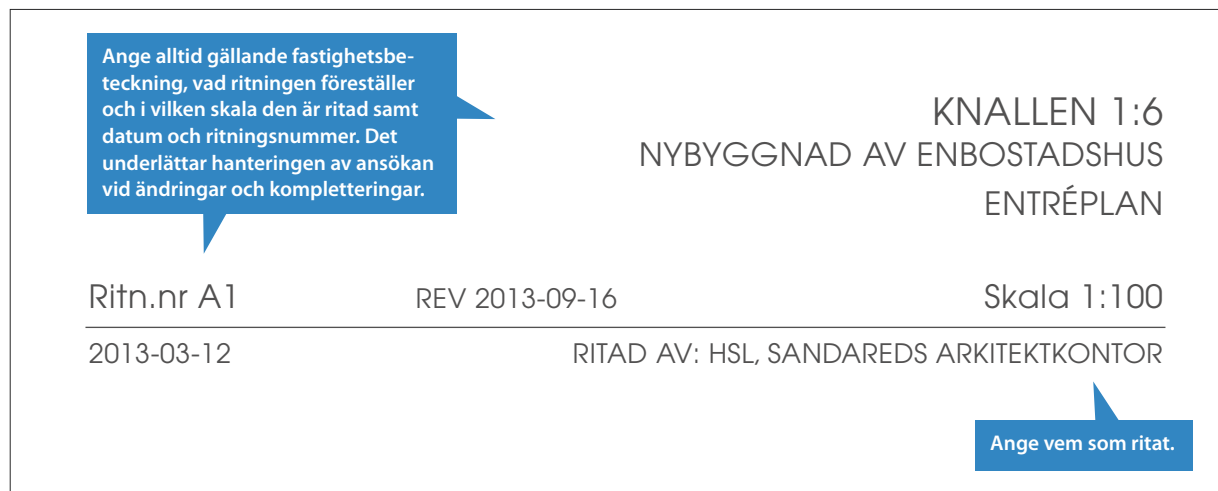 Ange alltid gällande fastighetsbe-
teckning, vad ritningen föreställer
och i vilken skala den är ritad samt
datum och ritningsnummer. Det
underlättar hanteringen av ansökan
vid ändringar och kompletteringar.
KNALLEN 1:6
NYBYGGNAD AV ENBOSTADSHUS
ENTRÉPLAN
Ritn.nr A1 REV 2013-09-16 Skala 1:100
2013-03-12 RITAD AV: HSL, SANDAREDS ARKITEKTKONTOR
Ange vem som ritat.